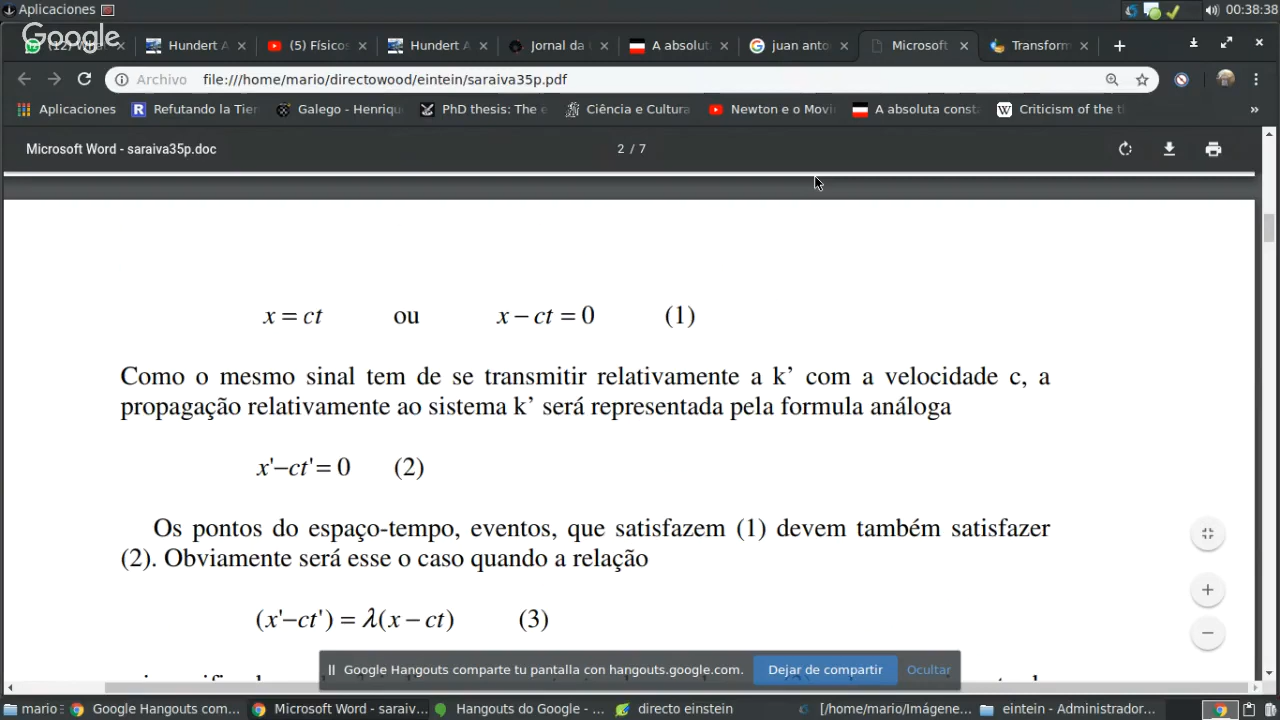 Aplicaciones 00:38:38
Google
(12) Wh Hundert A (5) Físicos Hundert A Jornal da A absolut juan anto Microsoft Transform
Archivo file:///home/mario/directowood/eintein/saraiva35p.pdf
Aplicaciones Refutando la Tier Galego - Henriqu PhD thesis: The e Ciência e Cultura Newton e o Movi A absoluta const Criticism of the t »
Microsoft Word - saraiva35p.doc 2 / 7
x = ct ou x − ct = 0 (1)
Como o mesmo sinal tem de se transmitir relativamente a k’ com a velocidade c, a
propagação relativamente ao sistema k’ será representada pela formula análoga
x'−ct'= 0 (2)
Os pontos do espaço-tempo, eventos, que satisfazem (1) devem também satisfazer
(2). Obviamente será esse o caso quando a relação
(x'−ct') = λ(x − ct) (3)
Google Hangouts comparte tu pantalla con hangouts.google.com. Dejar de compartir Ocultar
mario Google Hangouts com... Microsoft Word - saraiv... Hangouts do Google - ... directo einstein [/home/mario/Imágene... eintein - Administrador...